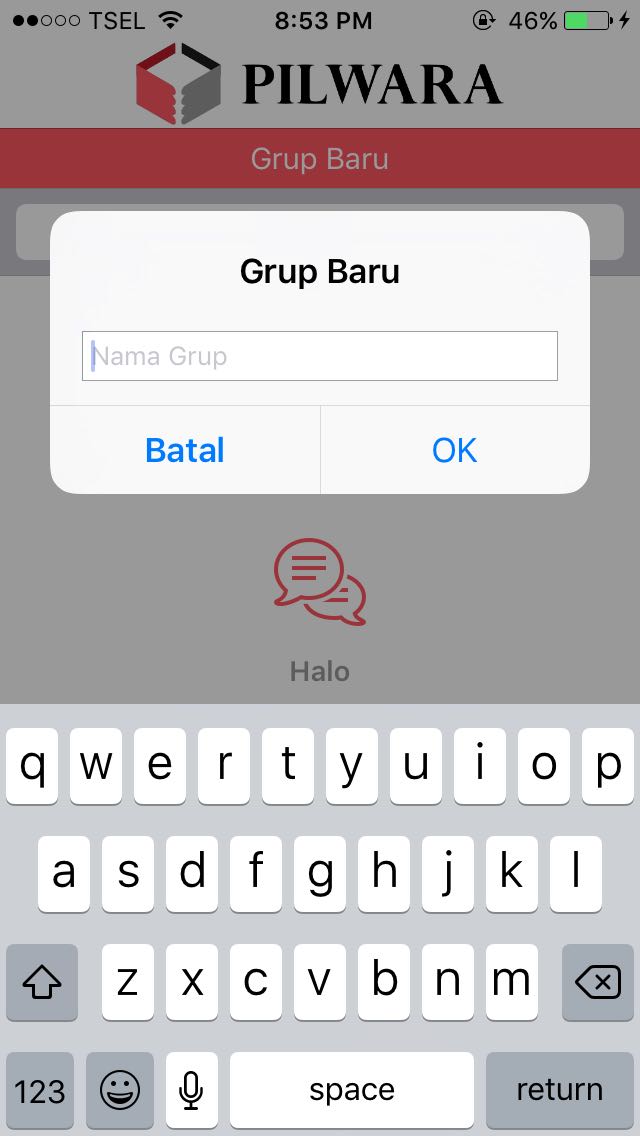 TSEL 8:53 PM 46%
PILWARA
Grup Baru
Grup Baru
Nama Grup
Batal OK
Halo
q w e r t y u i o p
a s d f g h j k l
z x c v b n m
123 space return